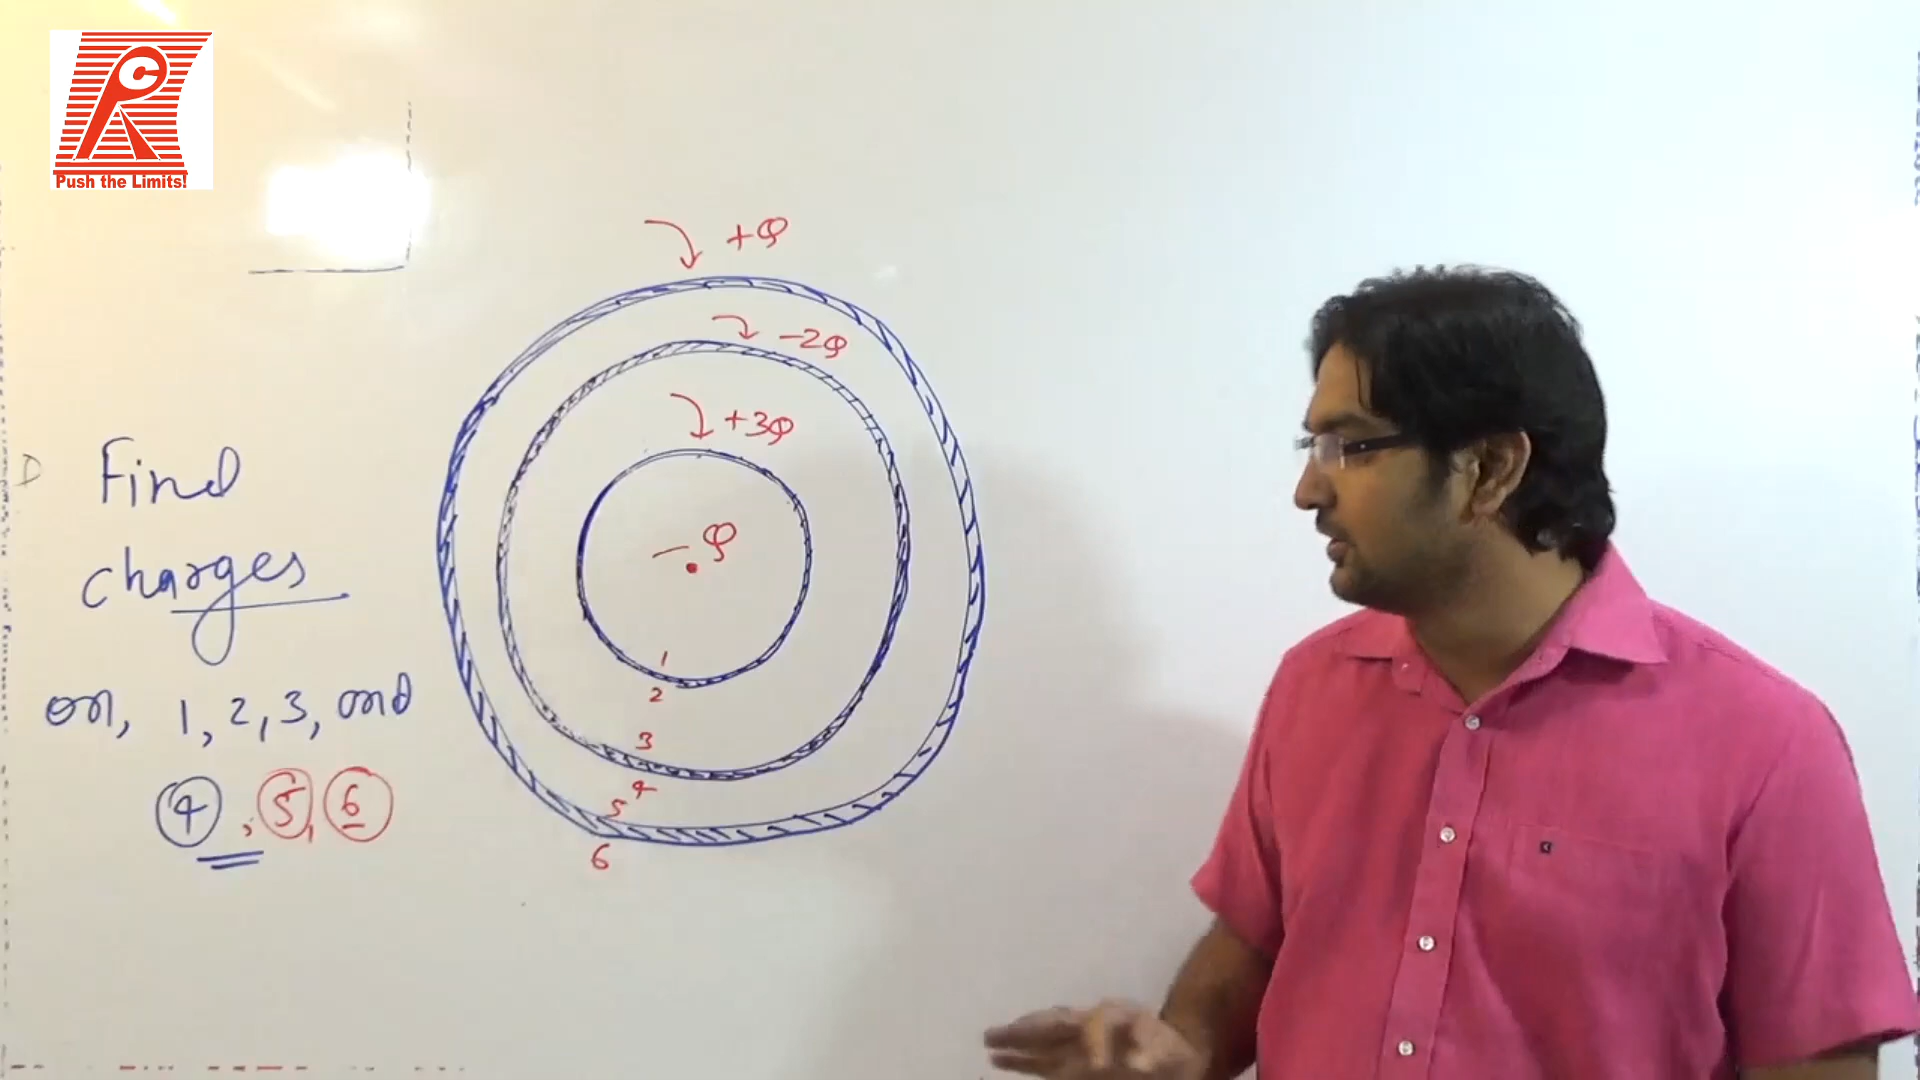 Push the Limits!
+Q
-2Q
+3Q
-Q
D Find
charges
on, 1, 2, 3, and
4, 5, 6
1
2
3
4
5
6